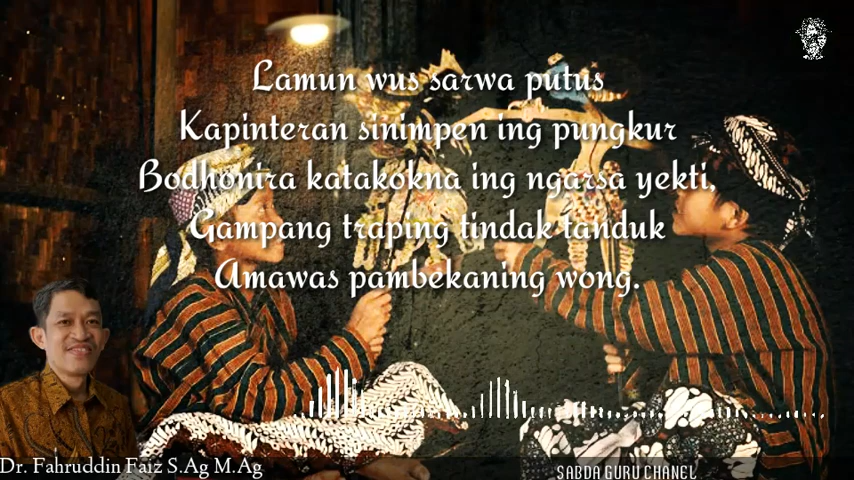 Lamun wus sarwa putus
Kapinteran sinimpen ing pungkur
Bodhonira katakokna ing ngarsa yekti,
Gampang traping tindak tanduk
Amawas pambekaning wong.
Dr. Fahruddin Faiz S.Ag M.Ag
SABDA GURU CHANEL